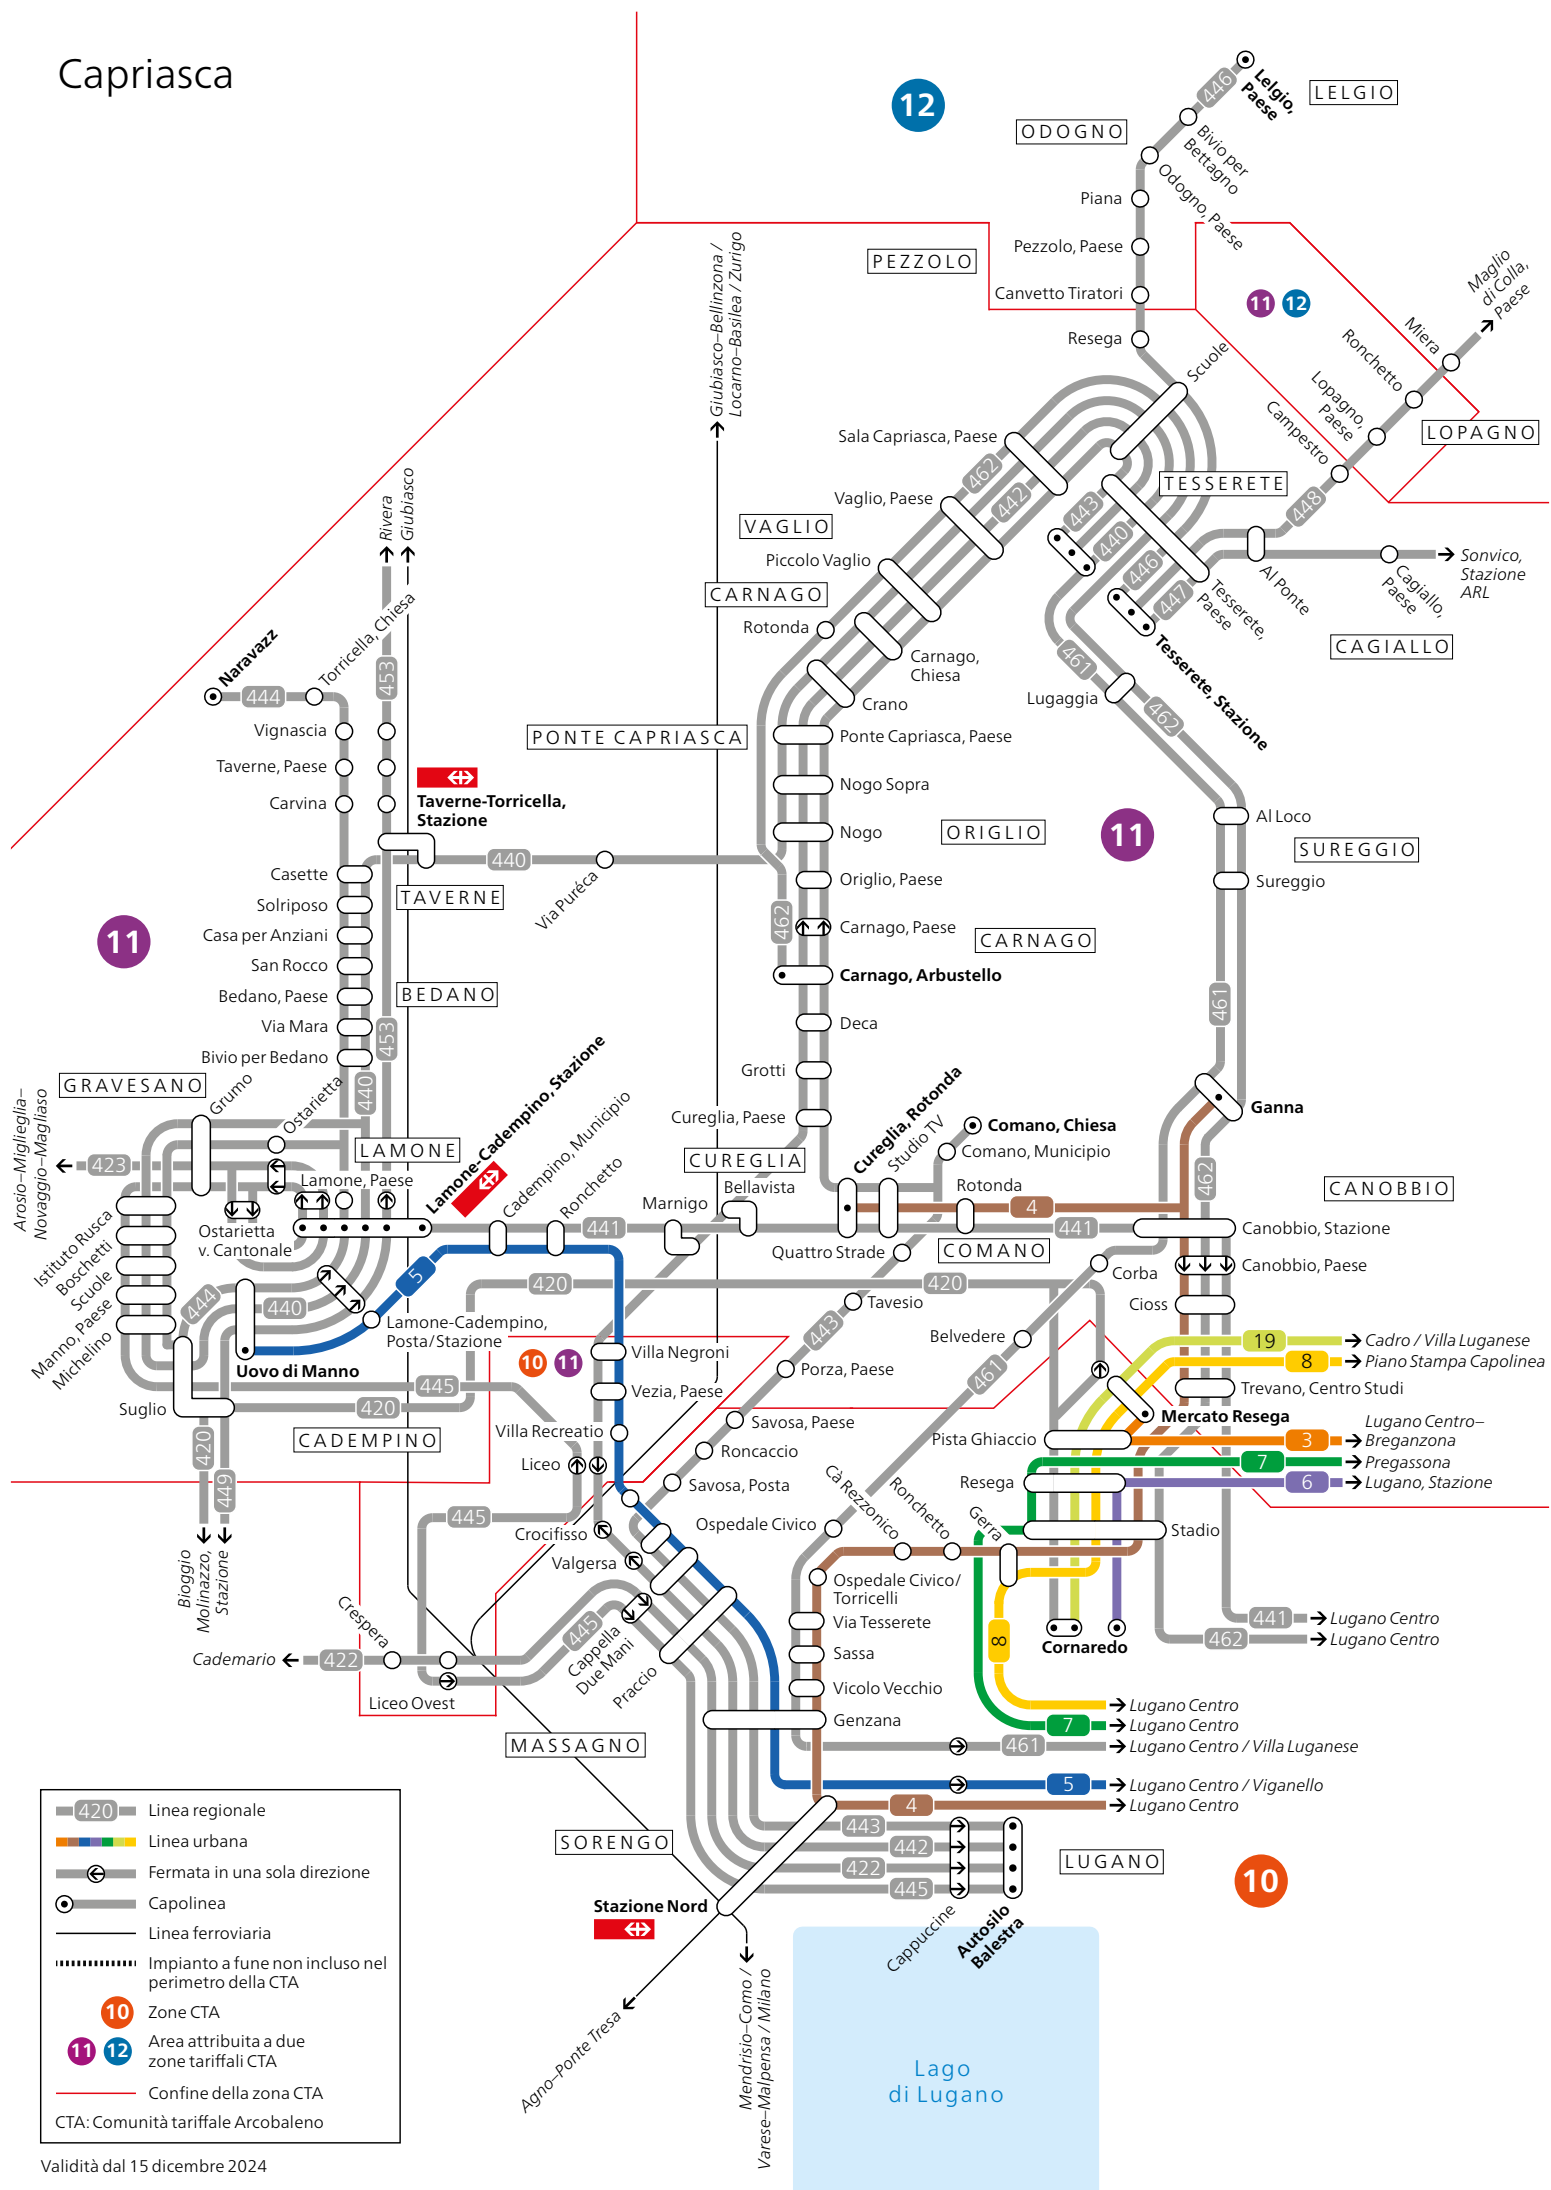 Capriasca
12
446
Lelgio,
Paese
LELGIO
ODOGNO
Bivio per
Bettagno
Odogno, Paese
Piana
Pezzolo, Paese
PEZZOLO
Canvetto Tiratori
Resega
Scuole
11
12
Maglio
di Colla,
Paese
Miera
Ronchetto
Lopagno,
Paese
Campestro
LOPAGNO
448
Giubiasco–Bellinzona /
Locarno–Basilea / Zurigo
Sala Capriasca, Paese
462
442
443
440
446
447
TESSERETE
Vaglio, Paese
VAGLIO
Piccolo Vaglio
CARNAGO
Rotonda
Carnago,
Chiesa
Crano
Tesserete,
Paese
Tesserete, Stazione
Al Ponte
Cagiallo,
Paese
Sonvico,
Stazione
ARL
CAGIALLO
461
Lugaggia
462
Rivera
Giubiasco
Naravazz
444
Torricella, Chiesa
453
Vignascia
Taverne, Paese
Carvina
Taverne-Torricella,
Stazione
PONTE CAPRIASCA
Ponte Capriasca, Paese
Nogo Sopra
Nogo
ORIGLIO
11
Al Loco
SUREGGIO
Sureggio
440
Via Puréca
Casette
TAVERNE
Solriposo
Casa per Anziani
San Rocco
Bedano, Paese
BEDANO
Via Mara
Bivio per Bedano
11
Origlio, Paese
462
Carnago, Paese
CARNAGO
Carnago, Arbustello
Deca
Grotti
Cureglia, Paese
CUREGLIA
461
Ganna
453
440
GRAVESANO
Grumo
Ostarietta
Arosio–Miglieglia–
Novaggio–Magliaso
423
LAMONE
Lamone, Paese
Lamone-Cadempino, Stazione
Cadempino, Municipio
Ronchetto
Ostarietta
v. Cantonale
441
Marnigo
Bellavista
Cureglia, Rotonda
Studio TV
Comano, Chiesa
Comano, Municipio
Rotonda
4
441
Quattro Strade
COMANO
462
CANOBBIO
Canobbio, Stazione
Canobbio, Paese
Corba
Cioss
Istituto Rusca
Boschetti
Scuole
Manno, Paese
Michelino
444
440
5
420
420
Lamone-Cadempino,
Posta/Stazione
Uovo di Manno
Suglio
445
420
CADEMPINO
420
449
Bioggio
Molinazzo,
Stazione
10
11
Villa Negroni
Vezia, Paese
Villa Recreatio
Liceo
Tavesio
443
Porza, Paese
Savosa, Paese
Roncaccio
Savosa, Posta
Belvedere
461
19
Cadro / Villa Luganese
8
Piano Stampa Capolinea
Trevano, Centro Studi
Mercato Resega
Lugano Centro–
Breganzona
3
Pista Ghiaccio
7
Pregassona
Resega
6
Lugano, Stazione
Stadio
Cà Rezzonico
Ronchetto
Gerra
Ospedale Civico
445
Crocifisso
Valgersa
Ospedale Civico/
Torricelli
Via Tesserete
Sassa
Vicolo Vecchio
Genzana
8
Cornaredo
441
Lugano Centro
462
Lugano Centro
Crespera
Cademario
422
445
Cappella
Due Mani
Praccio
Liceo Ovest
MASSAGNO
Lugano Centro
7
Lugano Centro
461
Lugano Centro / Villa Luganese
5
Lugano Centro / Viganello
4
Lugano Centro
443
442
422
445
SORENGO
LUGANO
10
Stazione Nord
Cappuccine
Autosilo
Balestra
Agno–Ponte Tresa
Mendrisio–Como /
Varese–Malpensa / Milano
Lago
di Lugano
420
Linea regionale
Linea urbana
Fermata in una sola direzione
Capolinea
Linea ferroviaria
Impianto a fune non incluso nel
perimetro della CTA
10
Zone CTA
11
12
Area attribuita a due
zone tariffali CTA
Confine della zona CTA
CTA: Comunità tariffale Arcobaleno
Validità dal 15 dicembre 2024